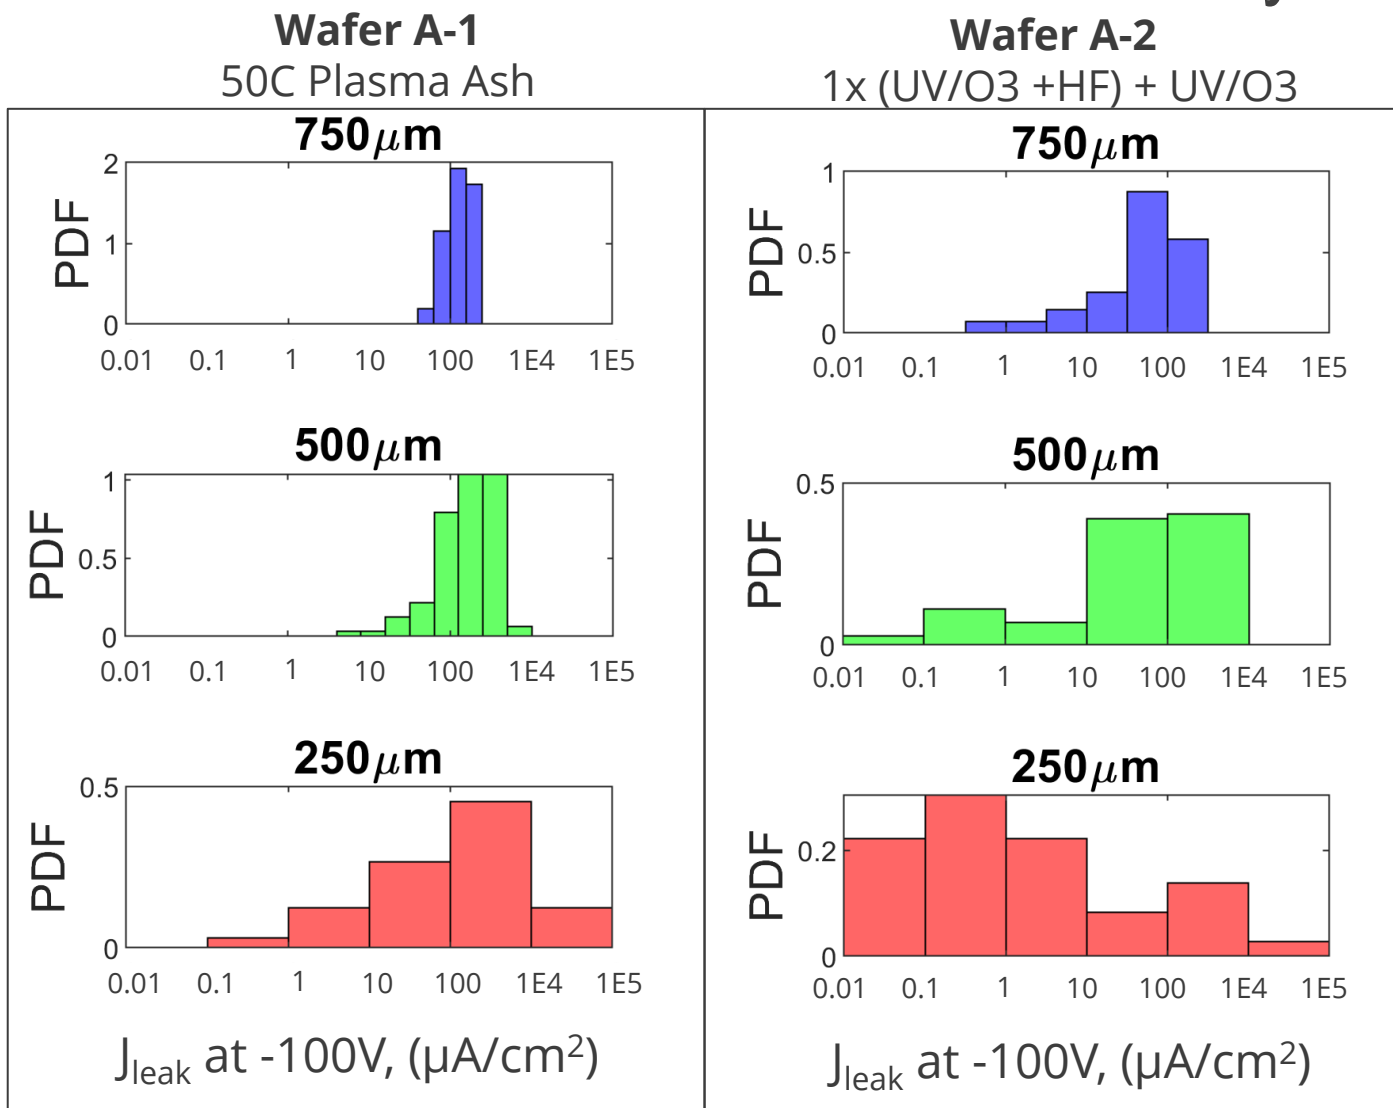 Wafer A-1
50C Plasma Ash
750μm
PDF
2
1
0
0.01 0.1 1 10 100 1E4 1E5
500μm
PDF
1
0.5
0
0.01 0.1 1 10 100 1E4 1E5
250μm
PDF
0.5
0
0.01 0.1 1 10 100 1E4 1E5
Jleak at -100V, (μA/cm²)
Wafer A-2
1x (UV/O3 +HF) + UV/O3
750μm
PDF
1
0.5
0
0.01 0.1 1 10 100 1E4 1E5
500μm
PDF
0.5
0
0.01 0.1 1 10 100 1E4 1E5
250μm
PDF
0.2
0
0.01 0.1 1 10 100 1E4 1E5
Jleak at -100V, (μA/cm²)